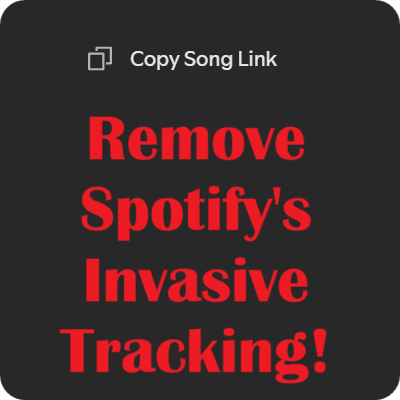 Copy Song Link
Remove
Spotify's
Invasive
Tracking!